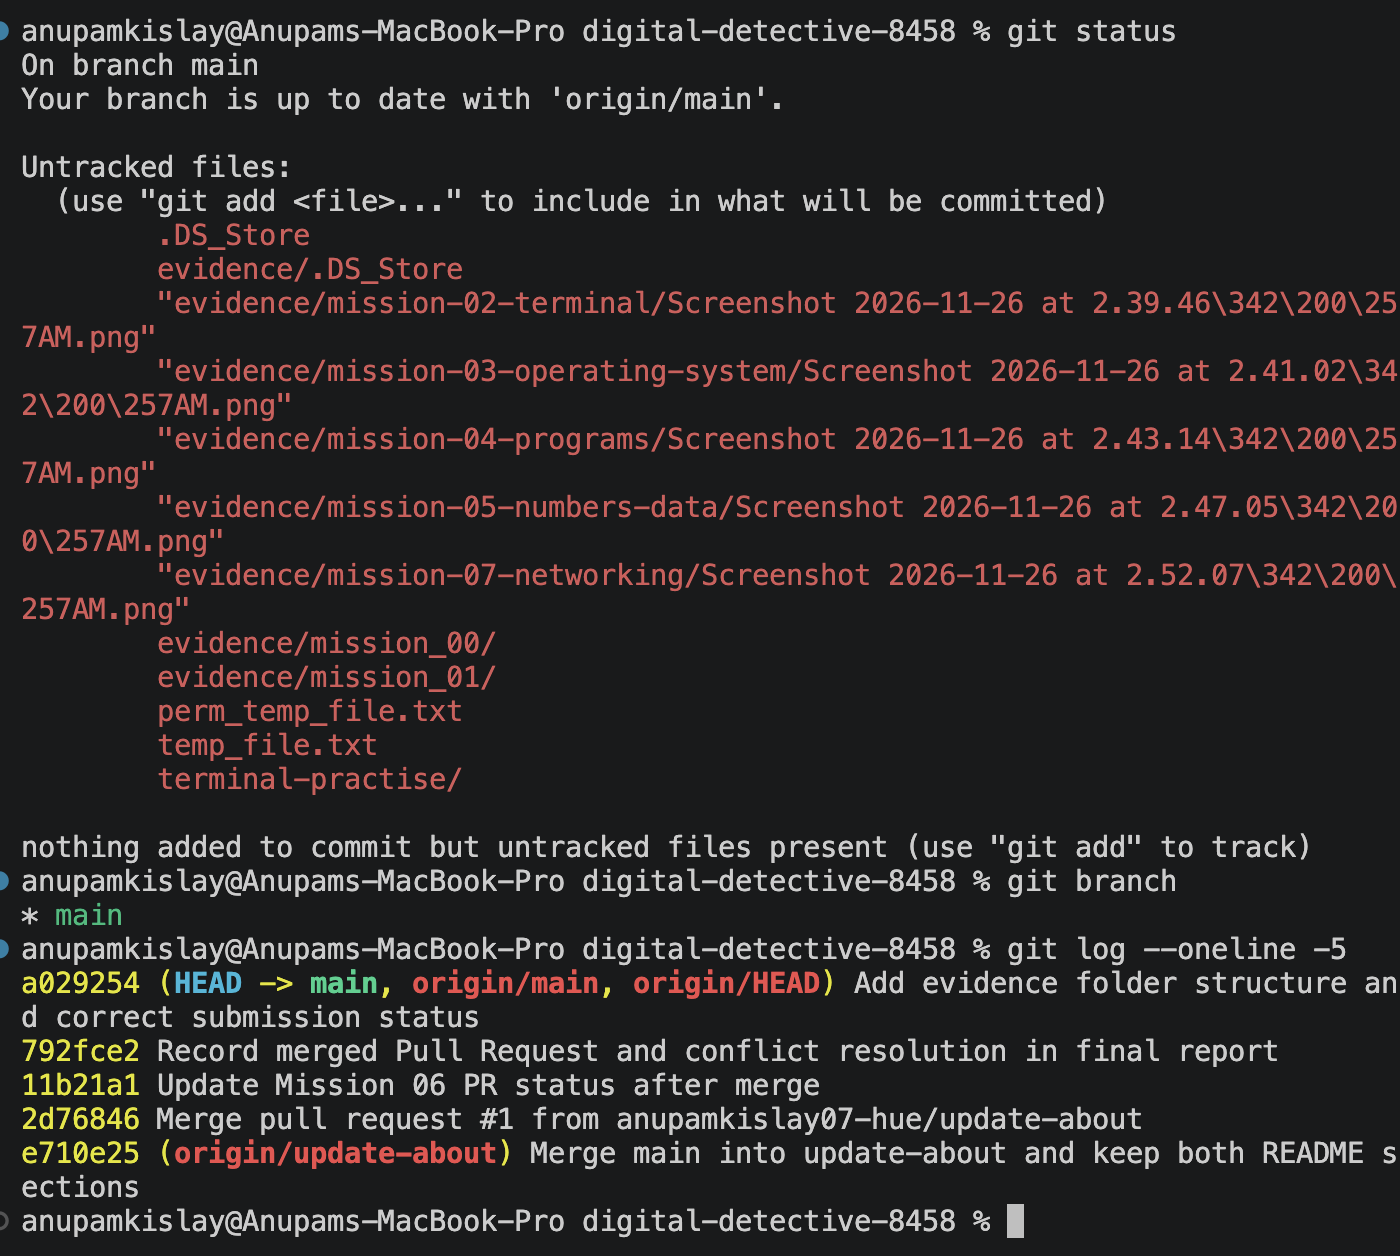 anupamkislay@Anupams-MacBook-Pro digital-detective-8458 % git status
On branch main
Your branch is up to date with 'origin/main'.
Untracked files:
  (use "git add <file>..." to include in what will be committed)
        .DS_Store
        evidence/.DS_Store
        "evidence/mission-02-terminal/Screenshot 2026-11-26 at 2.39.46\342\200\25
7AM.png"
        "evidence/mission-03-operating-system/Screenshot 2026-11-26 at 2.41.02\34
2\200\257AM.png"
        "evidence/mission-04-programs/Screenshot 2026-11-26 at 2.43.14\342\200\25
7AM.png"
        "evidence/mission-05-numbers-data/Screenshot 2026-11-26 at 2.47.05\342\20
0\257AM.png"
        "evidence/mission-07-networking/Screenshot 2026-11-26 at 2.52.07\342\200\
257AM.png"
        evidence/mission_00/
        evidence/mission_01/
        perm_temp_file.txt
        temp_file.txt
        terminal-practise/
nothing added to commit but untracked files present (use "git add" to track)
anupamkislay@Anupams-MacBook-Pro digital-detective-8458 % git branch
* main
anupamkislay@Anupams-MacBook-Pro digital-detective-8458 % git log --oneline -5
a029254 (HEAD -> main, origin/main, origin/HEAD) Add evidence folder structure an
d correct submission status
792fce2 Record merged Pull Request and conflict resolution in final report
11b21a1 Update Mission 06 PR status after merge
2d76846 Merge pull request #1 from anupamkislay07-hue/update-about
e710e25 (origin/update-about) Merge main into update-about and keep both README s
ections
anupamkislay@Anupams-MacBook-Pro digital-detective-8458 %